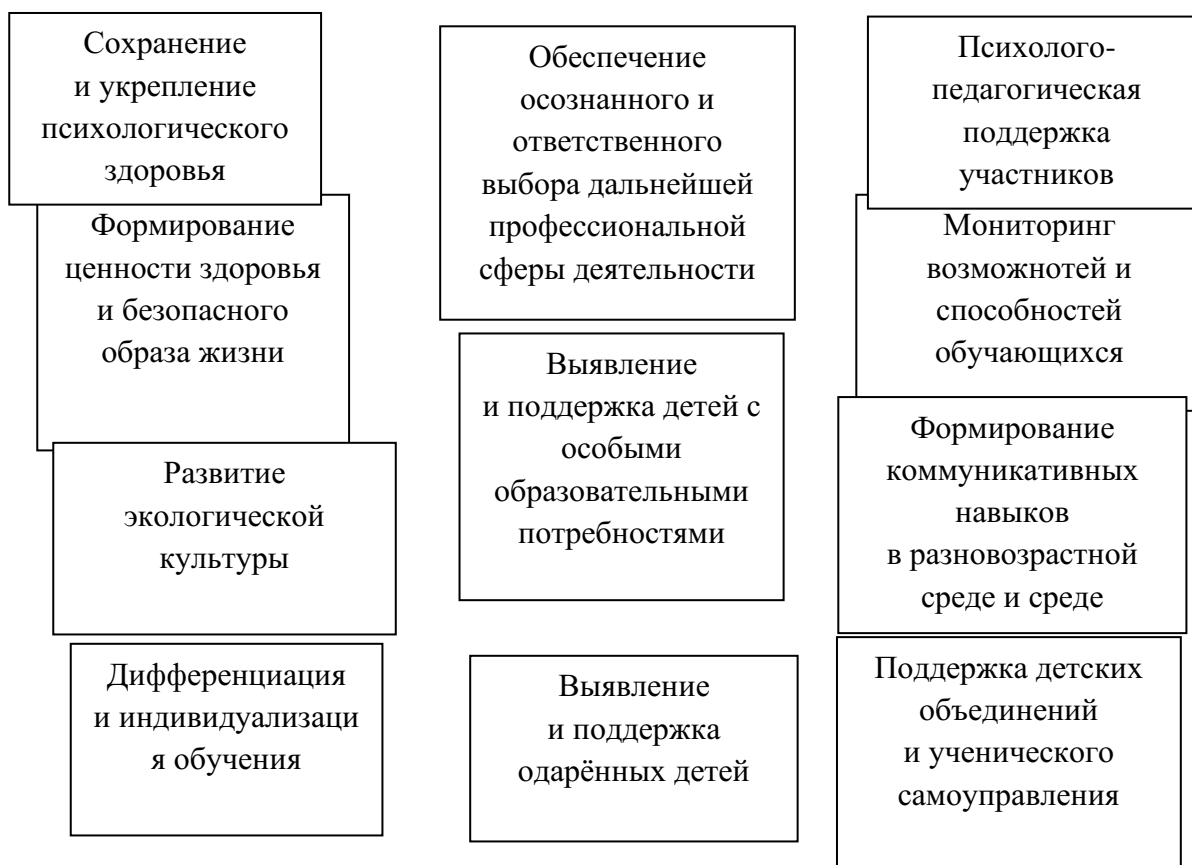 Сохранение
и укрепление
психологического
здоровья
Формирование
ценности здоровья
и безопасного
образа жизни
Развитие
экологической
культуры
Дифференциация
и индивидуализаци
я обучения
Обеспечение
осознанного и
ответственного
выбора дальнейшей
профессиональной
сферы деятельности
Выявление
и поддержка детей с
особыми
образовательными
потребностями
Выявление
и поддержка
одарённых детей
Психолого-
педагогическая
поддержка
участников
Мониторинг
возможнотей и
способностей
обучающихся
Формирование
коммуникативных
навыков
в разновозрастной
среде и среде
Поддержка детских
объединений
и ученического
самоуправления